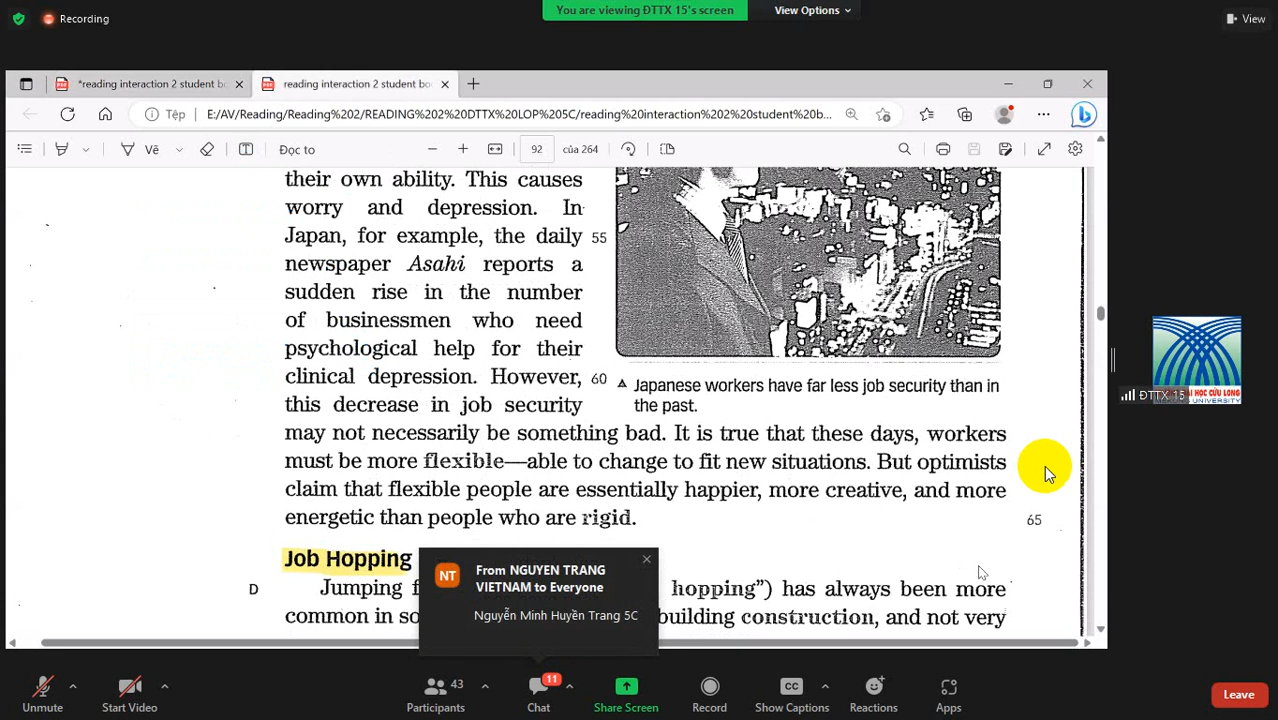 Recording
You are viewing ĐTTX 15's screen
View Options
View
*reading interaction 2 student bo
reading interaction 2 student bo
Tệp
E:/AV/Reading/Reading%202/READING%202%20DTTX%20LOP%205C/reading%20interaction%202%20student%20b...
Vẽ
Đọc to
92
của 264
their own ability. This causes
worry and depression. In
Japan, for example, the daily 55
newspaper Asahi reports a
sudden rise in the number
of businessmen who need
psychological help for their
clinical depression. However, 60
this decrease in job security
Japanese workers have far less job security than in
the past.
may not necessarily be something bad. It is true that these days, workers
must be more flexible—able to change to fit new situations. But optimists
claim that flexible people are essentially happier, more creative, and more
energetic than people who are rigid.
65
Job Hopping
D
Jumping
hopping") has always been more
common in
building construction, and not very
NT
From NGUYEN TRANG
VIETNAM to Everyone
Nguyễn Minh Huyền Trang 5C
UNIVERSITY
ĐTTX 15
Unmute
Start Video
43
Participants
11
Chat
Share Screen
Record
CC
Show Captions
Reactions
Apps
Leave